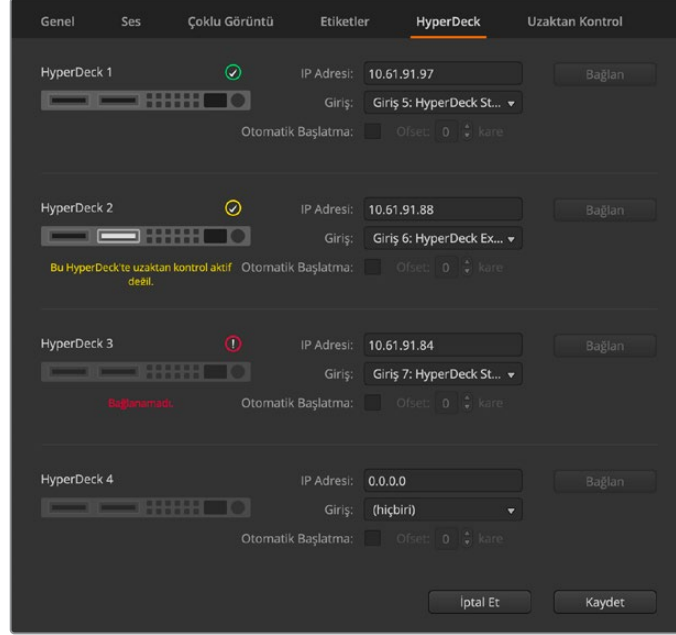 Genel Ses Çoklu Görüntü Etiketler HyperDeck Uzaktan Kontrol
HyperDeck 1 IP Adresi: 10.61.91.97 Bağlan
Giriş: Giriş 5: HyperDeck St...
Otomatik Başlatma: Ofset: 0 kare
HyperDeck 2 IP Adresi: 10.61.91.88 Bağlan
Giriş: Giriş 6: HyperDeck Ex...
Bu HyperDeck'te uzaktan kontrol aktif Otomatik Başlatma: Ofset: 0 kare
değil.
HyperDeck 3 IP Adresi: 10.61.91.84 Bağlan
Giriş: Giriş 7: HyperDeck St...
Bağlanamadı. Otomatik Başlatma: Ofset: 0 kare
HyperDeck 4 IP Adresi: 0.0.0.0 Bağlan
Giriş: (hiçbiri)
Otomatik Başlatma: Ofset: 0 kare
İptal Et Kaydet